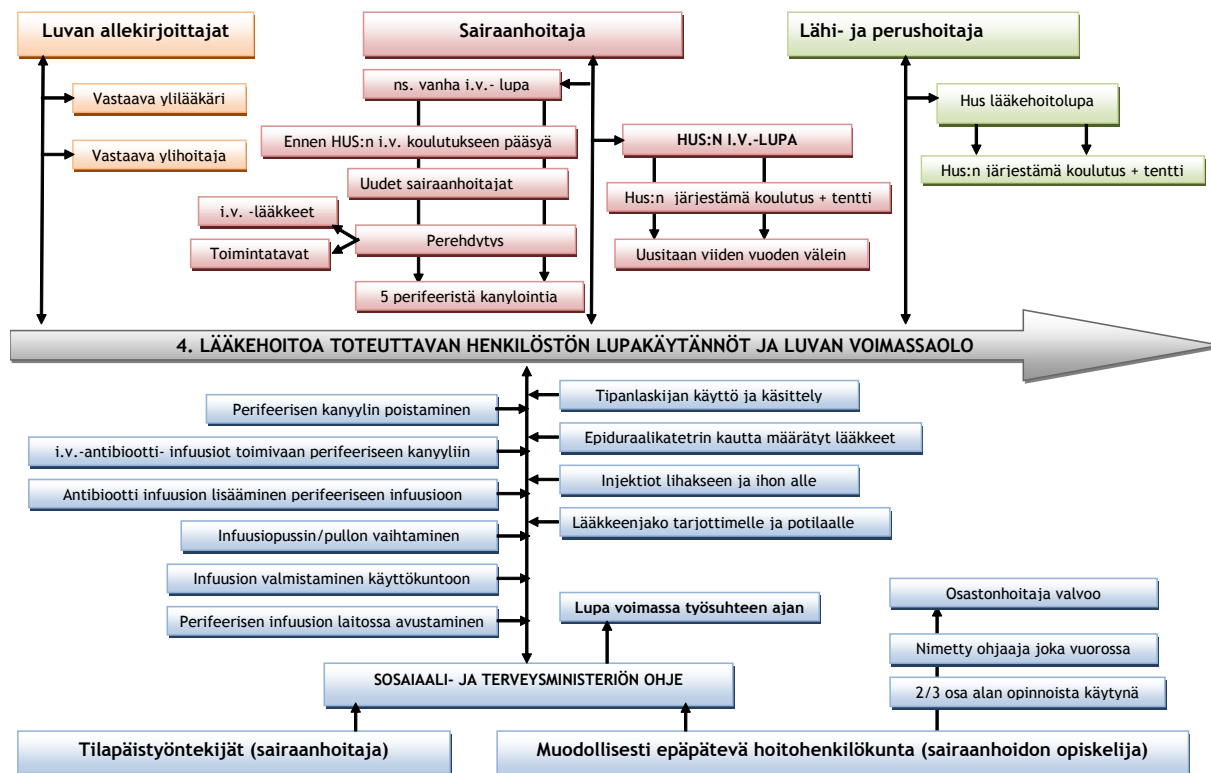 Luvan allekirjoittajat
Sairaanhoitaja
Lähi- ja perushoitaja
ns. vanha i.v.- lupa
Vastaava ylilääkäri
Hus lääkehoitolupa
Ennen HUS:n i.v. koulutukseen pääsyä
HUS:N I.V.-LUPA
Vastaava ylihoitaja
Hus:n järjestämä koulutus + tentti
Uudet sairaanhoitajat
Hus:n järjestämä koulutus + tentti
i.v. -lääkkeet
Perehdytys
Toimintatavat
Uusitaan viiden vuoden välein
5 perifeeristä kanylointia
4. LÄÄKEHOITOA TOTEUTTAVAN HENKILÖSTÖN LUPAKÄYTÄNNÖT JA LUVAN VOIMASSAOLO
Tipanlaskijan käyttö ja käsittely
Perifeerisen kanyylin poistaminen
Epiduraalikatetrin kautta määrätyt lääkkeet
i.v.-antibiootti- infuusiot toimivaan perifeeriseen kanyyliin
Injektiot lihakseen ja ihon alle
Antibiootti infuusion lisääminen perifeeriseen infuusioon
Lääkkeenjako tarjottimelle ja potilaalle
Infuusiopussin/pullon vaihtaminen
Infuusion valmistaminen käyttökuntoon
Osastonhoitaja valvoo
Lupa voimassa työsuhteen ajan
Perifeerisen infuusion laitossa avustaminen
Nimetty ohjaaja joka vuorossa
SOSAIAALI- JA TERVEYSMINISTERIÖN OHJE
2/3 osa alan opinnoista käytynä
Tilapäistyöntekijät (sairaanhoitaja)
Muodollisesti epäpätevä hoitohenkilökunta (sairaanhoidon opiskelija)